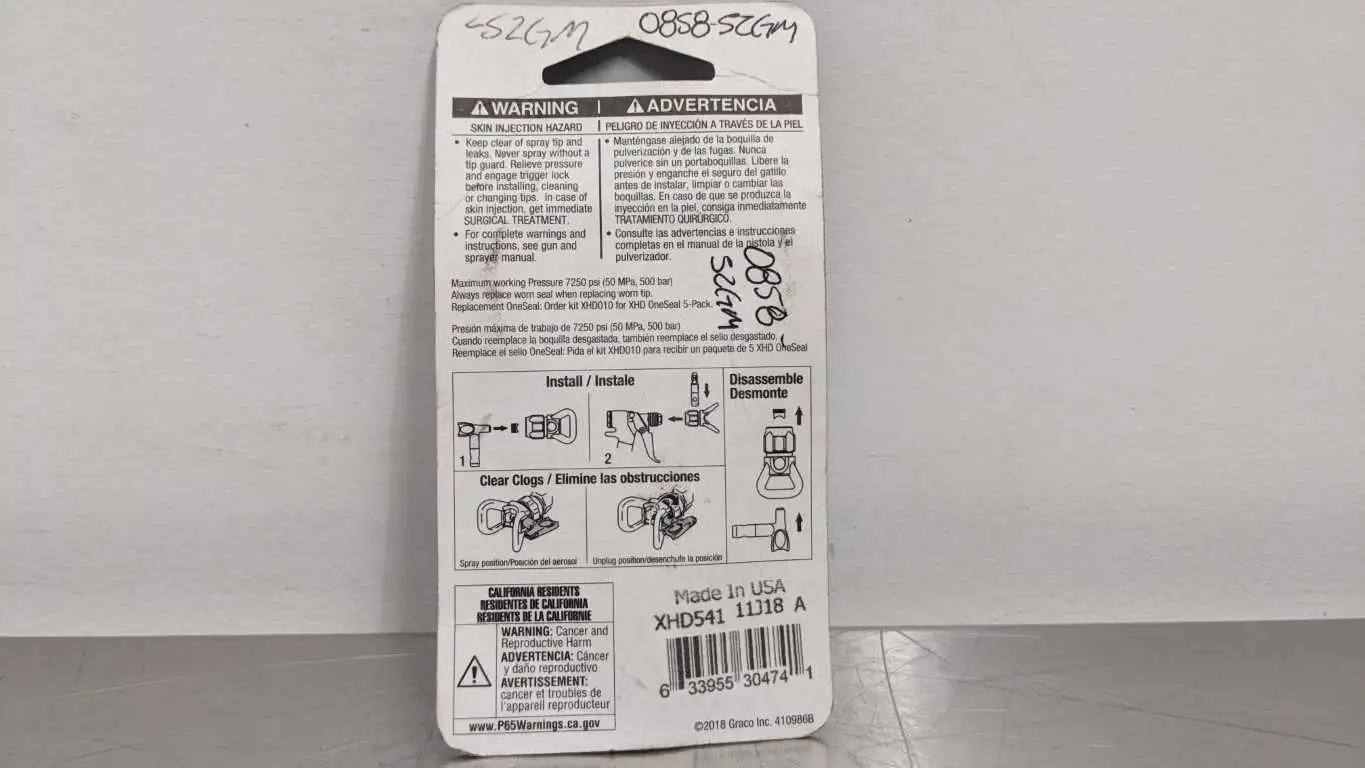 -52GM
0858-52GM
WARNING | ADVERTENCIA
SKIN INJECTION HAZARD
• Keep clear of spray tip and
leaks. Never spray without a
tip guard. Relieve pressure
and engage trigger lock
before installing, cleaning
or changing tips. In case of
skin injection, get immediate
SURGICAL TREATMENT.
• For complete warnings and
instructions, see gun and
sprayer manual.
PELIGRO DE INYECCIÓN A TRAVÉS DE LA PIEL
• Manténgase alejado de la boquilla de
pulverización y de las fugas. Nunca
pulverice sin un portaboquillas. Libere la
presión y enganche el seguro del gatillo
antes de instalar, limpiar o cambiar las
boquillas. En caso de que se produzca la
inyección en la piel, consiga inmediatamente
TRATAMIENTO QUIRÚRGICO.
• Consulte las advertencias e instrucciones
completas en el manual de la pistola y el
pulverizador.
0858
52GM
Maximum working Pressure 7250 psi (50 MPa, 500 bar)
Always replace worn seal when replacing worn tip.
Replacement OneSeal: Order kit XHD010 for XHD OneSeal 5-Pack.
Presión máxima de trabajo de 7250 psi (50 MPa, 500 bar)
Cuando reemplace la boquilla desgastada, también reemplace el sello desgastado.
Reemplace el sello OneSeal: Pida el kit XHD010 para recibir un paquete de 5 XHD OneSeal
Install / Instale
1
2
Disassemble
Desmonte
Clear Clogs / Elimine las obstrucciones
Spray position/Posición del aerosol
Unplug position/desenchufe la posición
CALIFORNIA RESIDENTS
RESIDENTES DE CALIFORNIA
RÉSIDENTS DE LA CALIFORNIE
WARNING: Cancer and
Reproductive Harm
ADVERTENCIA: Cáncer
y daño reproductivo
AVERTISSEMENT:
cancer et troubles de
l'appareil reproducteur
www.P65Warnings.ca.gov
Made In USA
XHD541 11J18 A
6 33955 30474 1
©2018 Graco Inc. 410986B